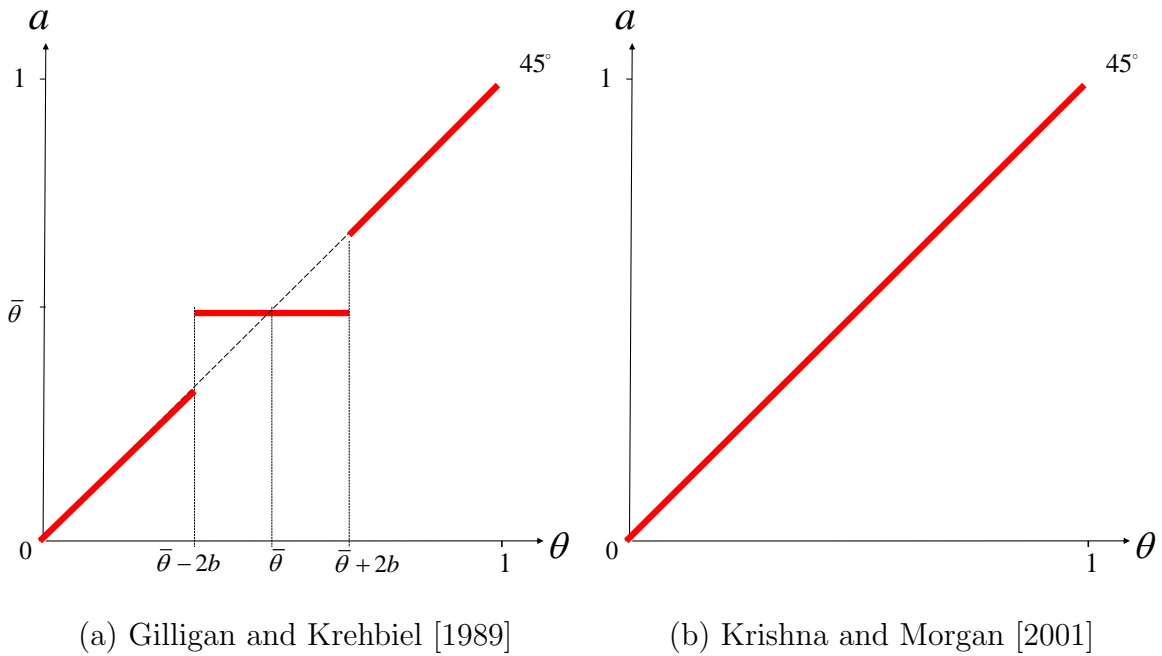 a
45°
1
θ̄
0
θ̄ − 2b
θ̄
θ̄ + 2b
1
θ
(a) Gilligan and Krehbiel [1989]
a
45°
1
0
1
θ
(b) Krishna and Morgan [2001]